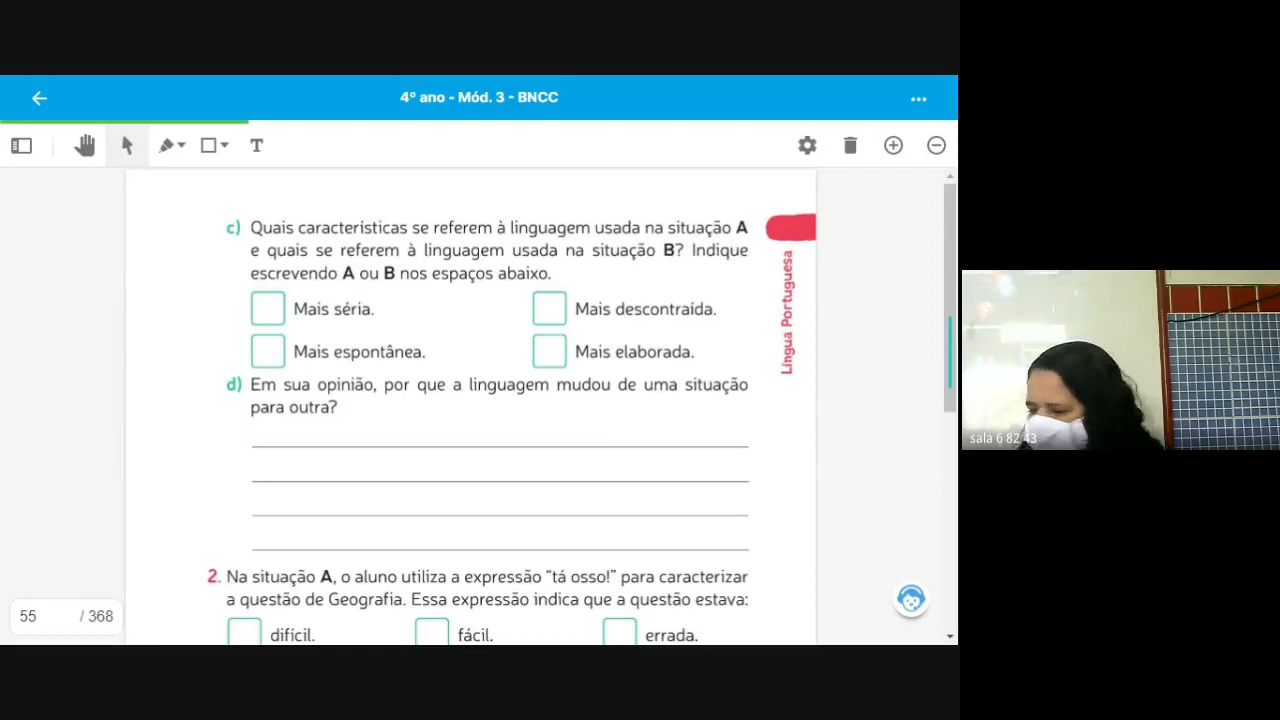 4º ano - Mód. 3 - BNCC
T
c) Quais características se referem à linguagem usada na situação A
e quais se referem à linguagem usada na situação B? Indique
escrevendo A ou B nos espaços abaixo.
Mais séria. Mais descontraída.
Mais espontânea. Mais elaborada.
Língua Portuguesa
d) Em sua opinião, por que a linguagem mudou de uma situação
para outra?
2. Na situação A, o aluno utiliza a expressão “tá osso!” para caracterizar
a questão de Geografia. Essa expressão indica que a questão estava:
difícil. fácil. errada.
55 / 368
sala 6 82 43